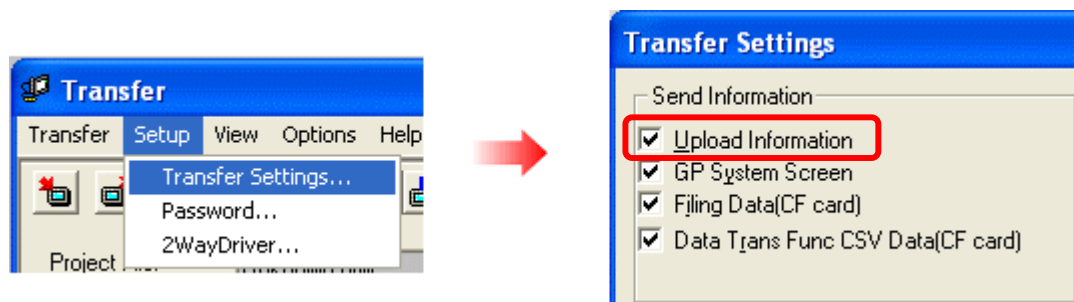 Transfer
Transfer Setup View Options Help
Transfer Settings...
Password...
2WayDriver...
Project
Transfer Settings
Send Information
Upload Information
GP System Screen
Filing Data(CF card)
Data Trans Func CSV Data(CF card)